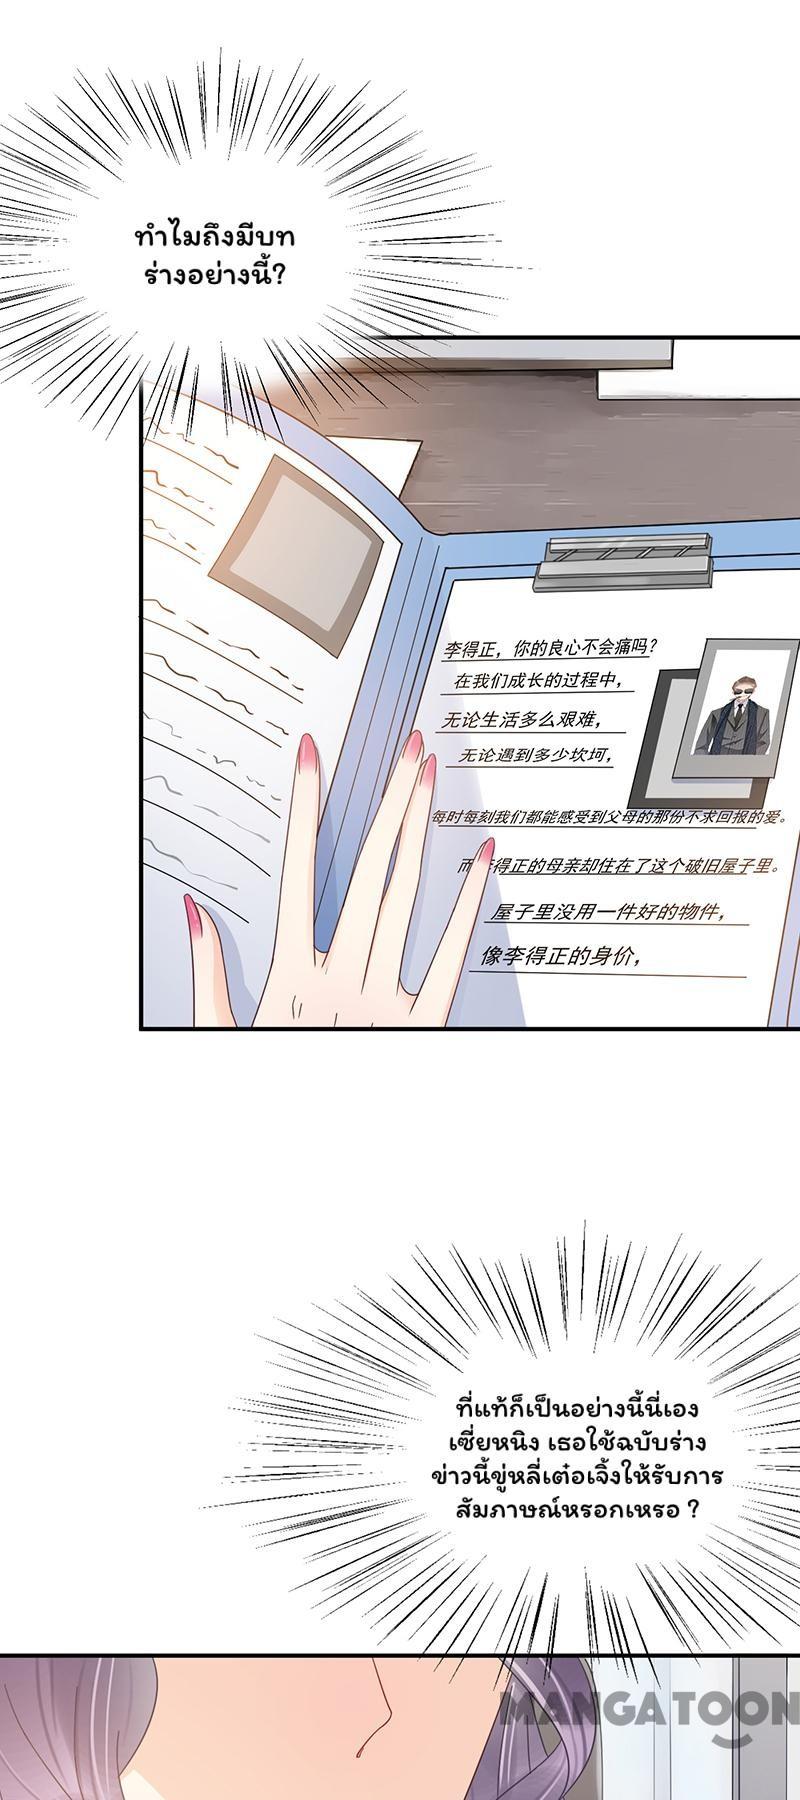 ทำไมถึงมีบท
ร่างอย่างนี้?
李得正，你的良心不会痛吗？
在我们成长的过程中，
无论生活多么艰难，
无论遇到多少坎坷，
每时每刻我们都能感受到父母的那份不求回报的爱。
而李得正的母亲却住在了这个破旧屋子里。
屋子里没用一件好的物件，
像李得正的身价，
ที่แท้ก็เป็นอย่างนี้นี่เอง
เซี่ยหนิง เธอใช้ฉบับร่าง
ข่าวนี้ขู่หลี่เต๋อเจิ้งให้รับการ
สัมภาษณ์หรอกเหรอ ?
MANGATOON